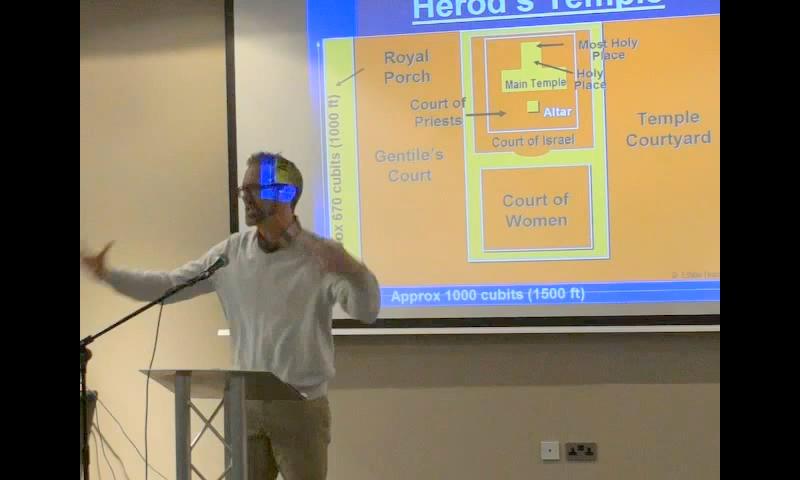 Herod's Temple
Royal
Porch
Most Holy
Place
Holy
Place
Main Temple
Court of
Priests
Altar
Court of Israel
Gentile's
Court
Temple
Courtyard
Court of
Women
670 cubits (1000 ft)
Approx 1000 cubits (1500 ft)